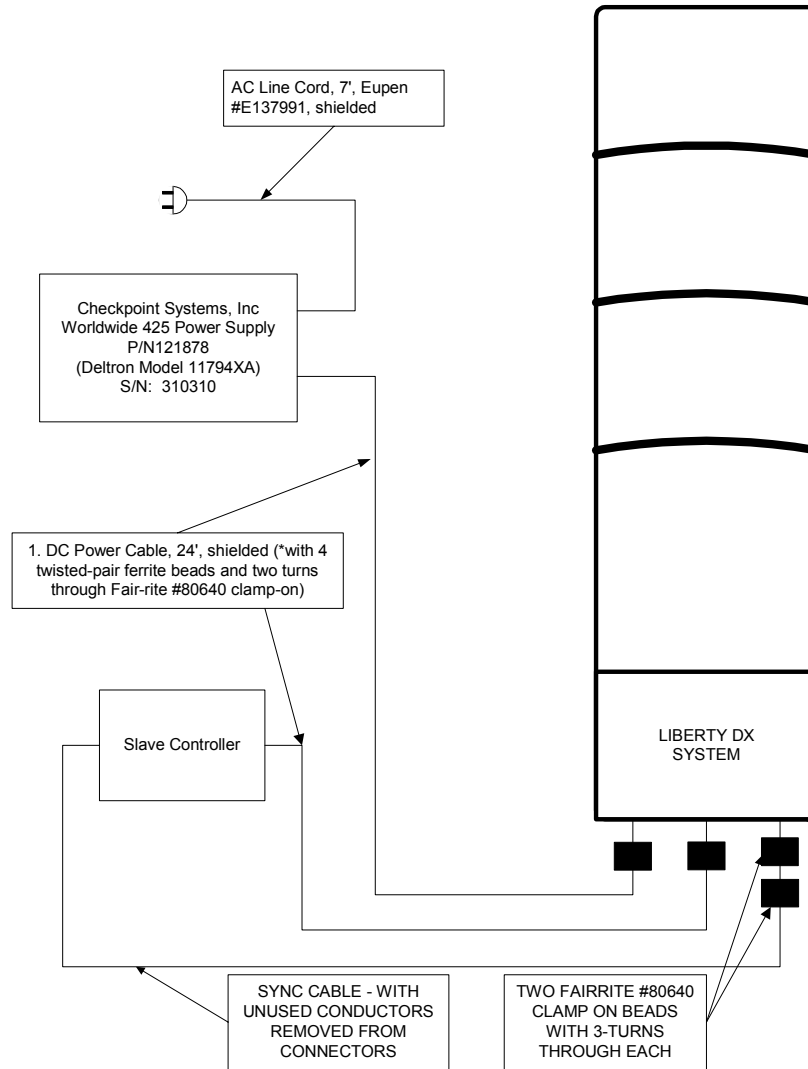 AC Line Cord, 7', Eupen
#E137991, shielded
Checkpoint Systems, Inc
Worldwide 425 Power Supply
P/N121878
(Deltron Model 11794XA)
S/N:  310310
1. DC Power Cable, 24', shielded (*with 4
twisted-pair ferrite beads and two turns
through Fair-rite #80640 clamp-on)
Slave Controller
LIBERTY DX
SYSTEM
SYNC CABLE - WITH
UNUSED CONDUCTORS
REMOVED FROM
CONNECTORS
TWO FAIRRITE #80640
CLAMP ON BEADS
WITH 3-TURNS
THROUGH EACH